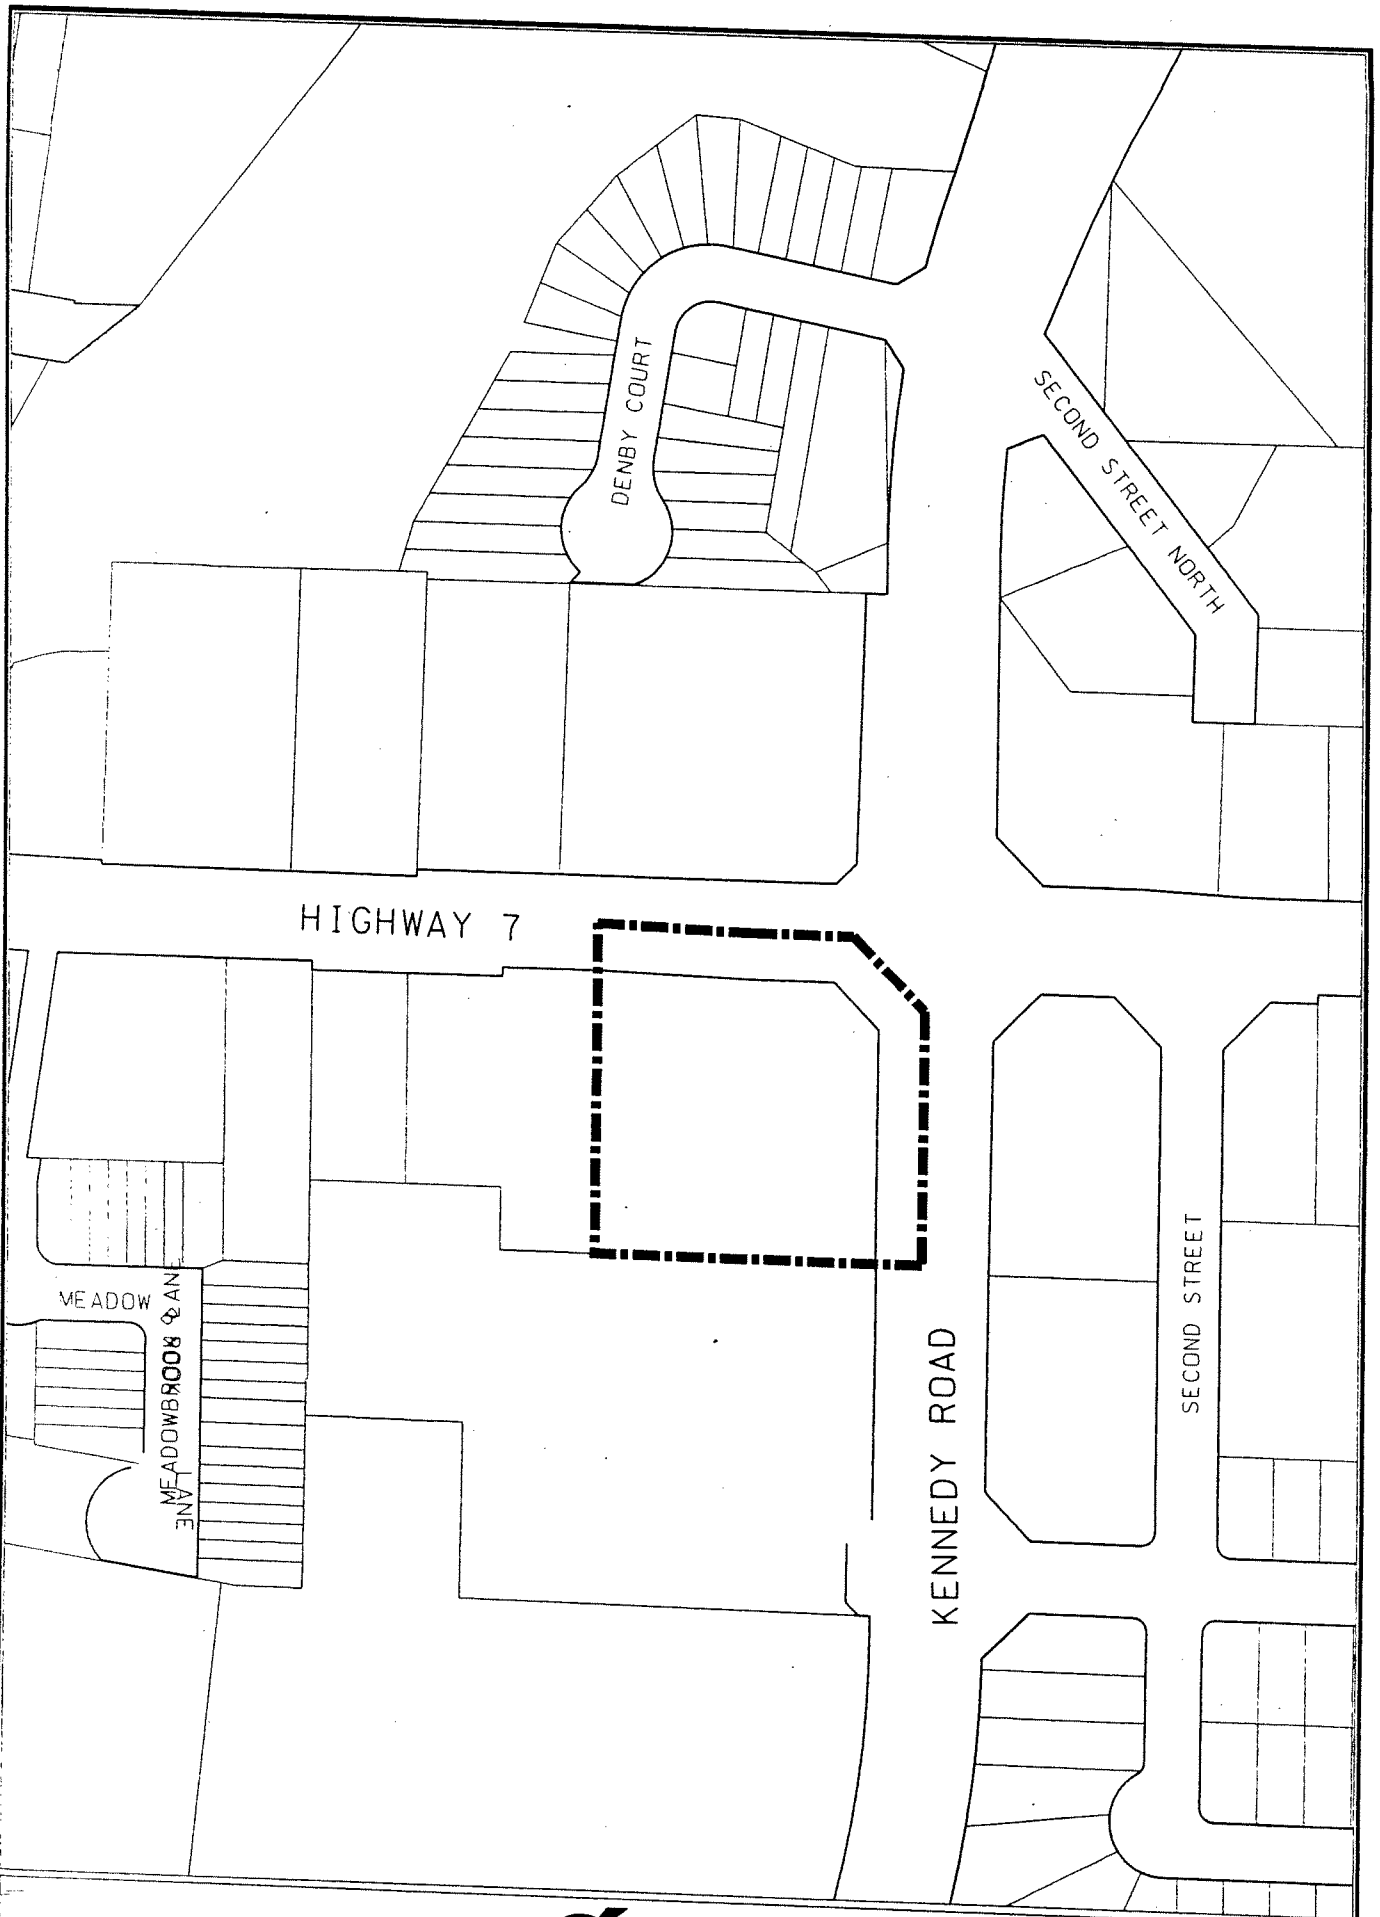 DENBY COURT
SECOND STREET NORTH
HIGHWAY 7
MEADOW
LANE
MEADOWBROOK
LANE
SECOND STREET
KENNEDY ROAD